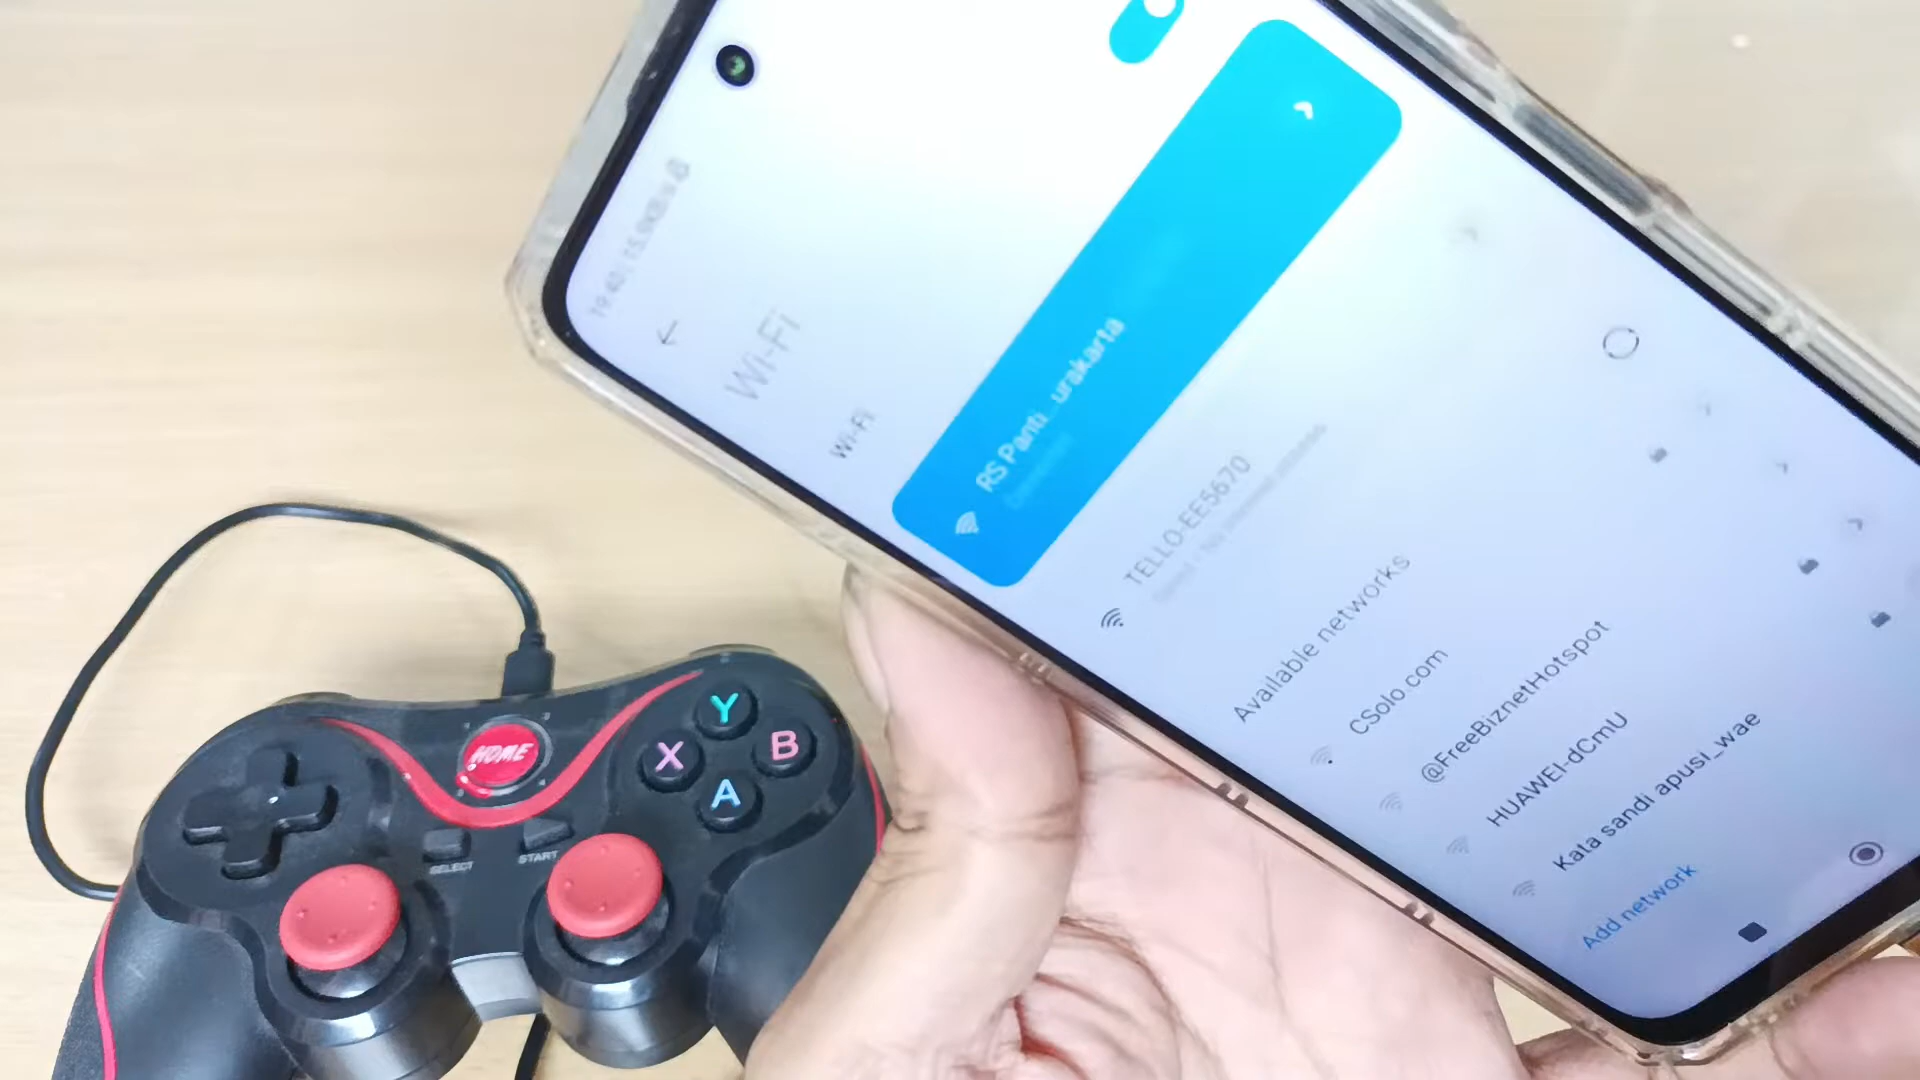 Wi-Fi
Wi-Fi
RS Panti_urakarta
TELLO-EE5670
Available networks
CSolo.com
@FreeBiznetHotspot
HUAWEI-dCmU
Kata sandi apusi_wae
Add network
HOME
Y
X
B
A
SELECT
START